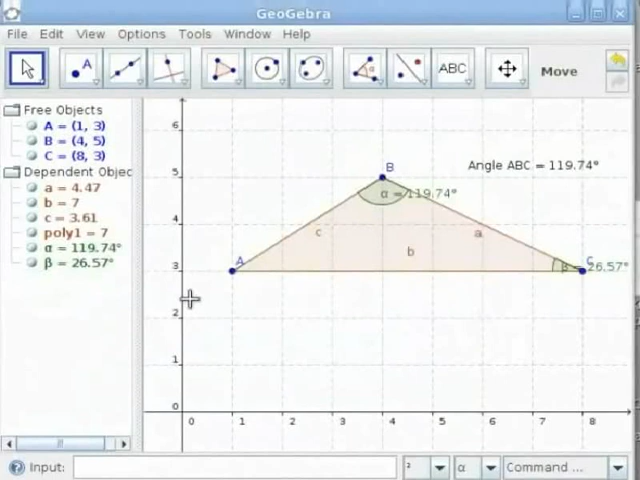 GeoGebra
File Edit View Options Tools Window Help
A
α
ABC
Move
Free Objects
A = (1, 3)
B = (4, 5)
C = (8, 3)
Dependent Objec
a = 4.47
b = 7
c = 3.61
poly1 = 7
α = 119.74°
β = 26.57°
6
5
4
3
2
1
0
B
Angle ABC = 119.74°
α = 119.74°
c
a
b
A
C
β = 26.57°
0 1 2 3 4 5 6 7 8
Input:
²
α
Command ...